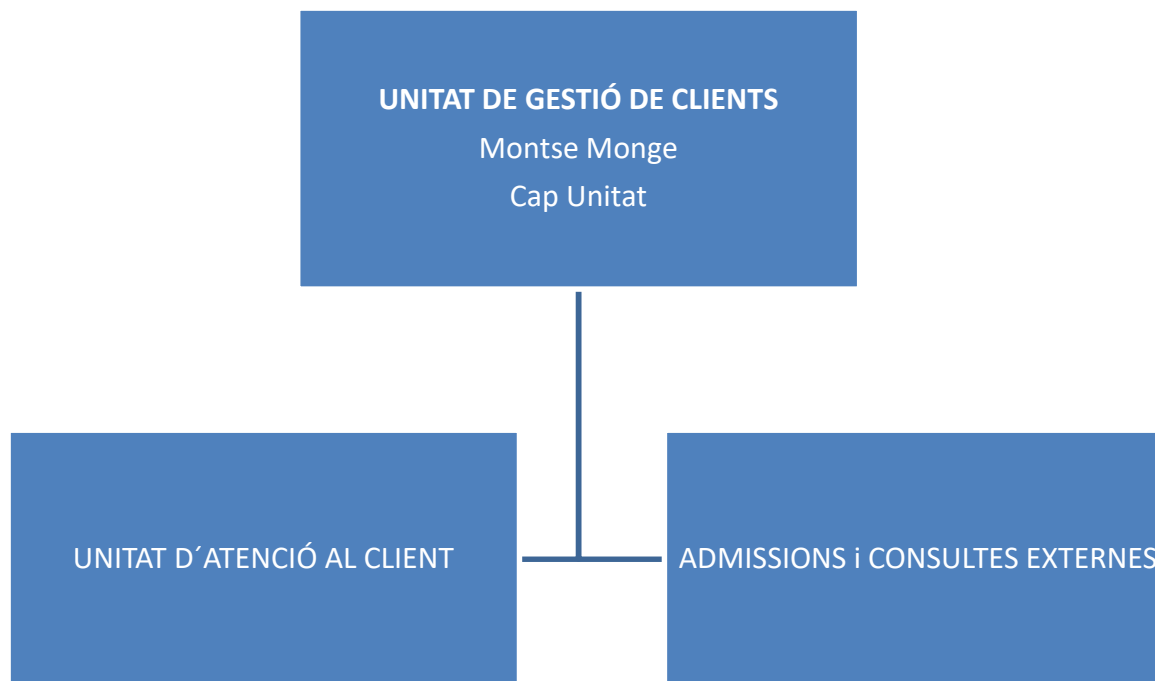 UNITAT DE GESTIÓ DE CLIENTS
Montse Monge
Cap Unitat
UNITAT D´ATENCIÓ AL CLIENT
ADMISSIONS i CONSULTES EXTERNES